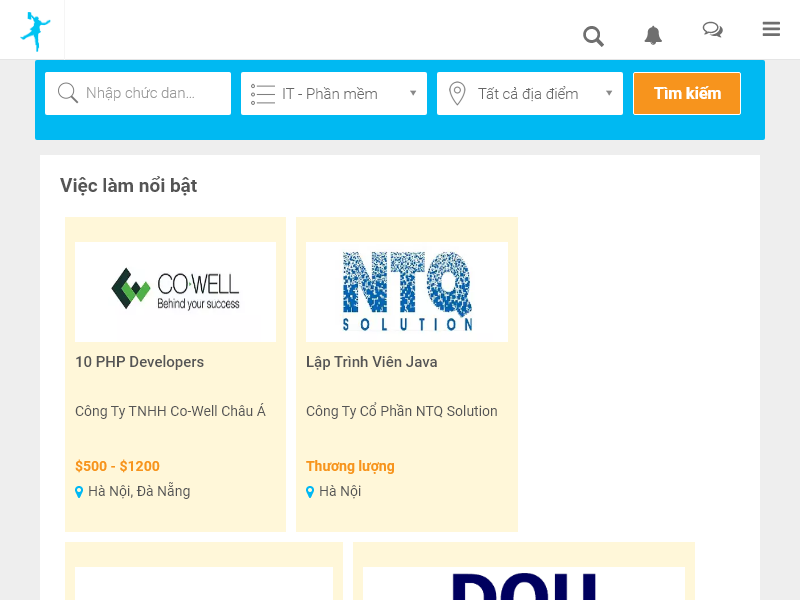 Nhập chức dan...
IT - Phần mềm
Tất cả địa điểm
Tìm kiếm
Việc làm nổi bật
CO-WELL
Behind your success
NTQ
SOLUTION
10 PHP Developers
Lập Trình Viên Java
Công Ty TNHH Co-Well Châu Á
Công Ty Cổ Phần NTQ Solution
$500 - $1200
Thương lượng
Hà Nội, Đà Nẵng
Hà Nội